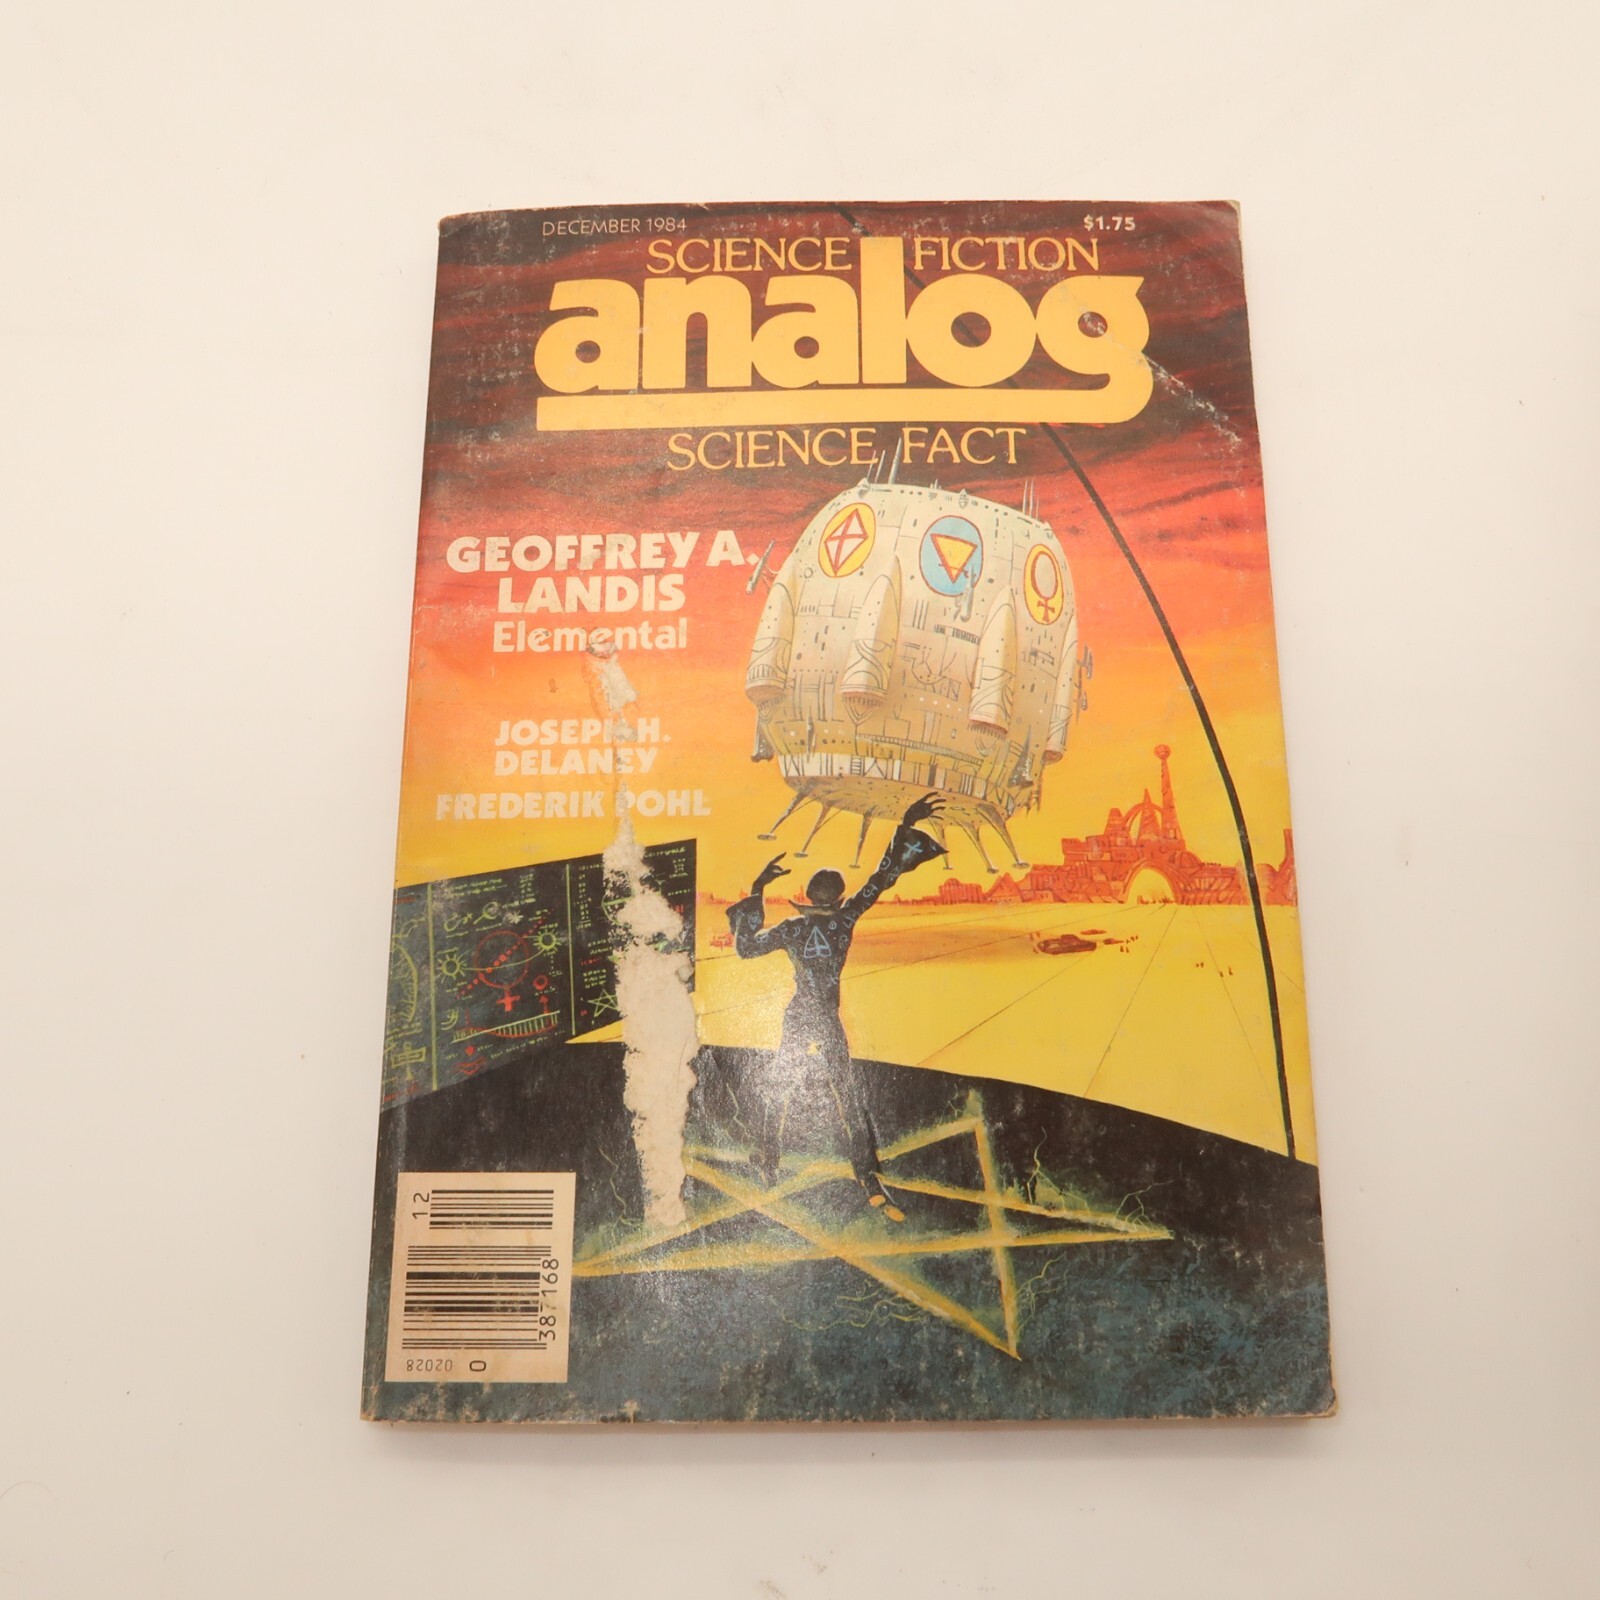 DECEMBER 1984
$1.75
SCIENCE FICTION
analog
SCIENCE FACT
GEOFFREY A.
LANDIS
Elemental
JOSEPH H.
DELANEY
FREDERIK POHL
12
387168
0
02028